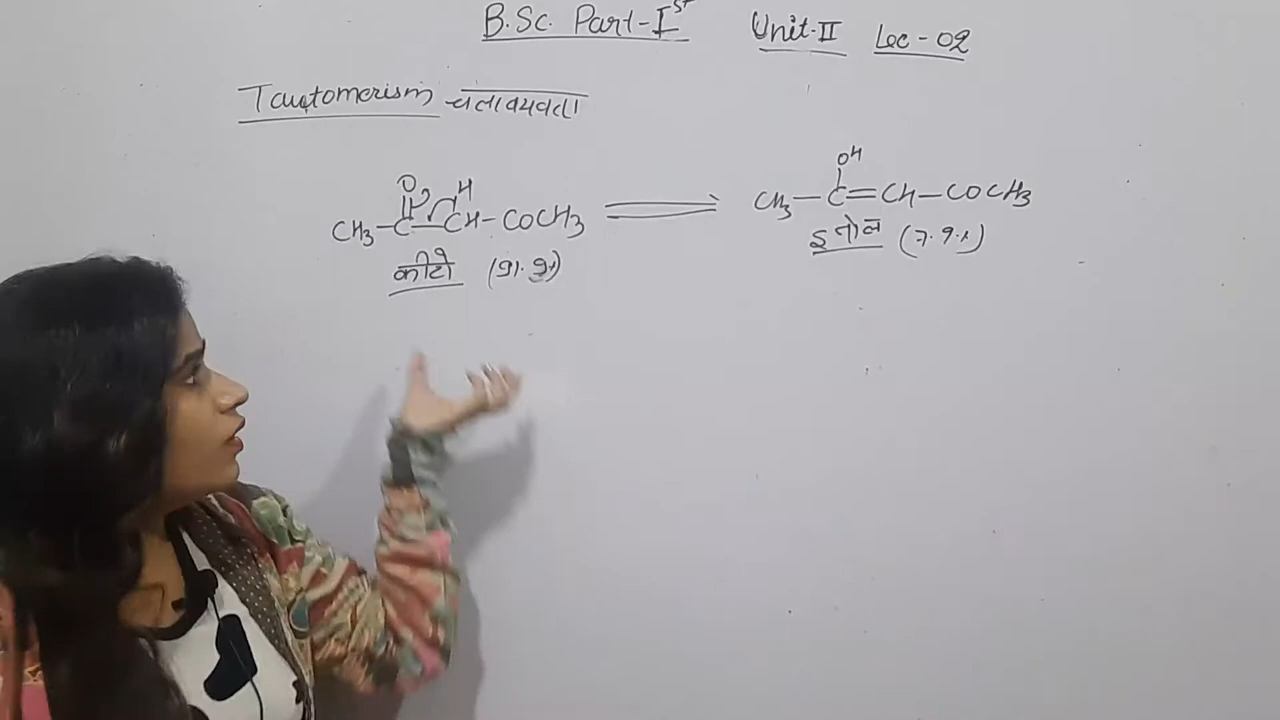 B.Sc. Part-Iˢᵗ Unit-II Lec-02
Tautomerism चलावयवता
O H OH
CH₃-C-CH-COCH₃ ⇌ CH₃-C=CH-COCH₃
कीटो (91.9%) इनोल (7.9%)